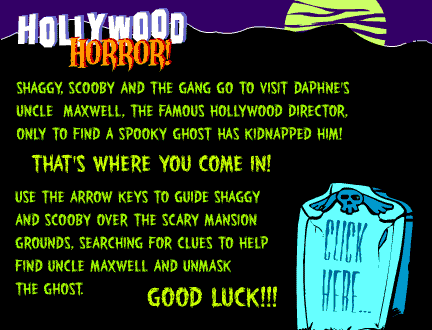 HOLLYWOOD
HORROR!
SHAGGY, SCOOBY AND THE GANG GO TO VISIT DAPHNE'S
UNCLE MAXWELL, THE FAMOUS HOLLYWOOD DIRECTOR,
ONLY TO FIND A SPOOKY GHOST HAS KIDNAPPED HIM!
THAT'S WHERE YOU COME IN!
USE THE ARROW KEYS TO GUIDE SHAGGY
AND SCOOBY OVER THE SCARY MANSION
GROUNDS, SEARCHING FOR CLUES TO HELP
FIND UNCLE MAXWELL AND UNMASK
THE GHOST.
GOOD LUCK!!!
CLICK
HERE...